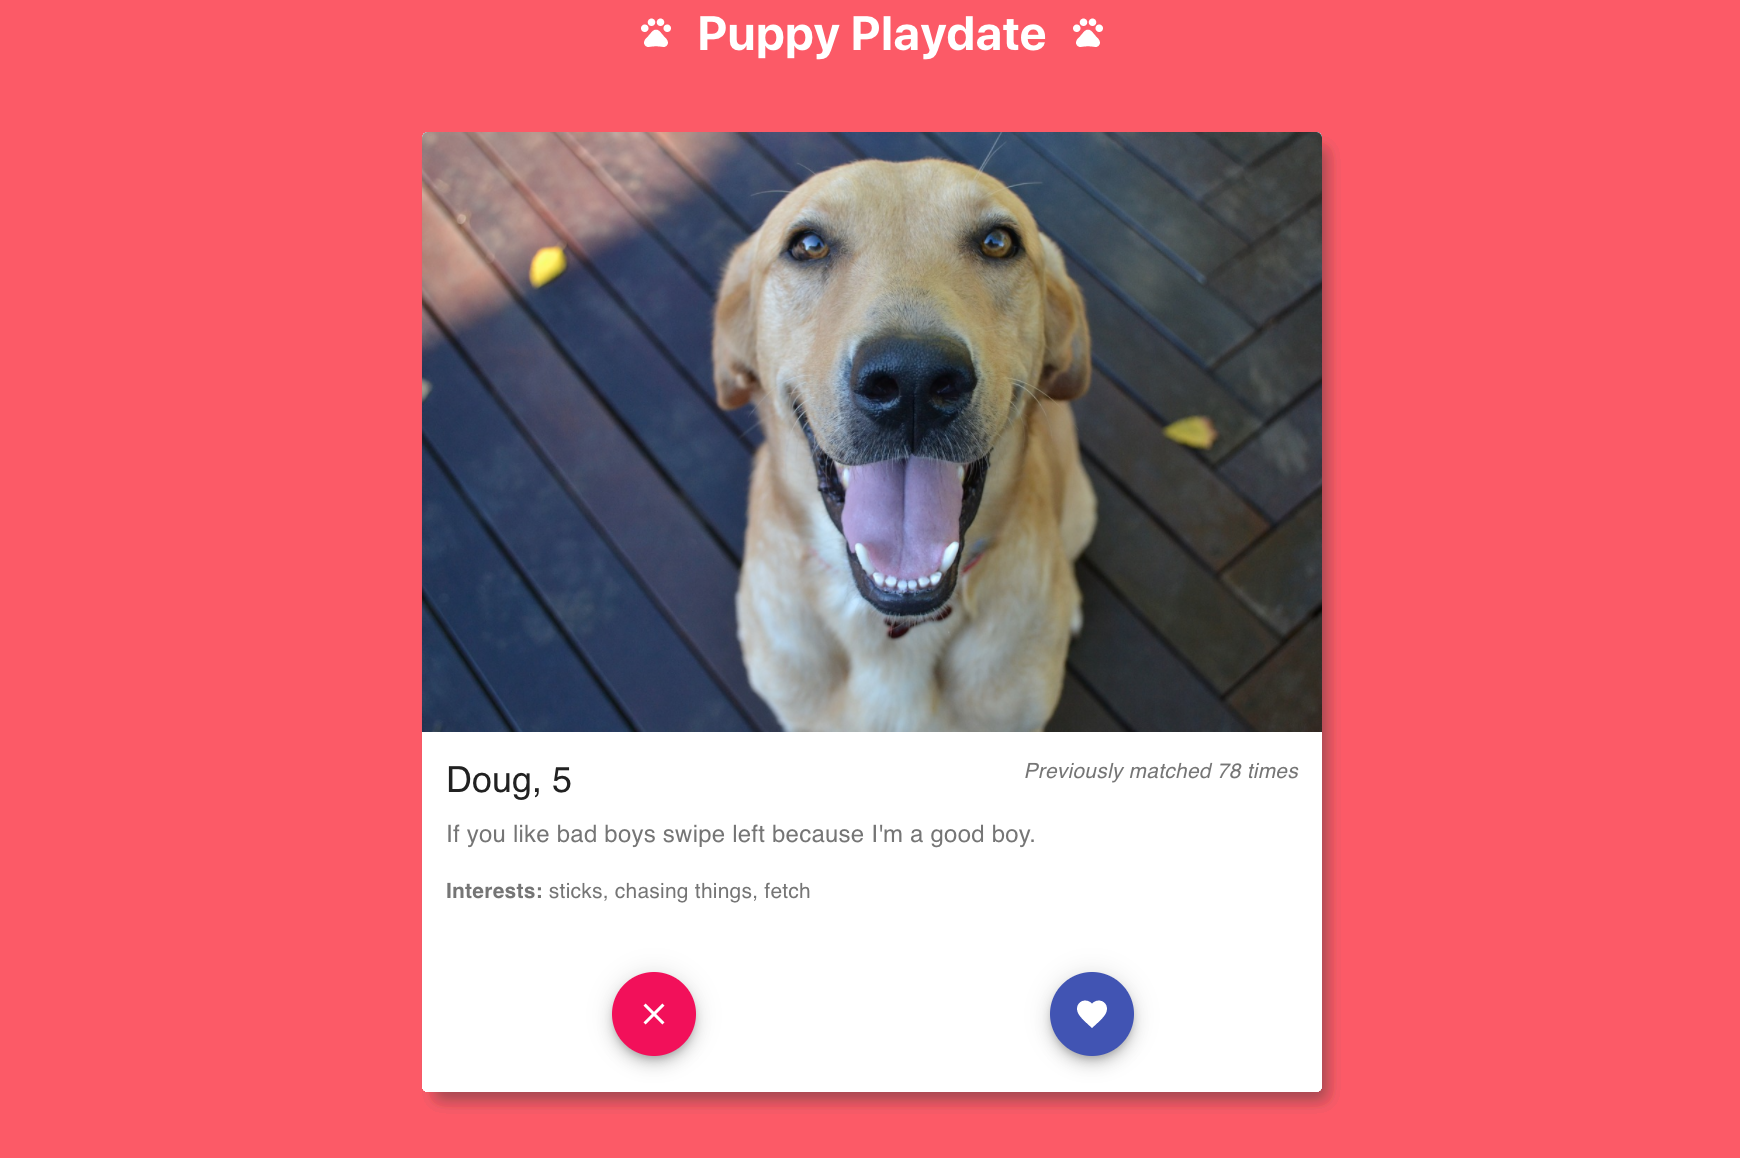 Puppy Playdate
Doug, 5
Previously matched 78 times
If you like bad boys swipe left because I'm a good boy.
Interests: sticks, chasing things, fetch